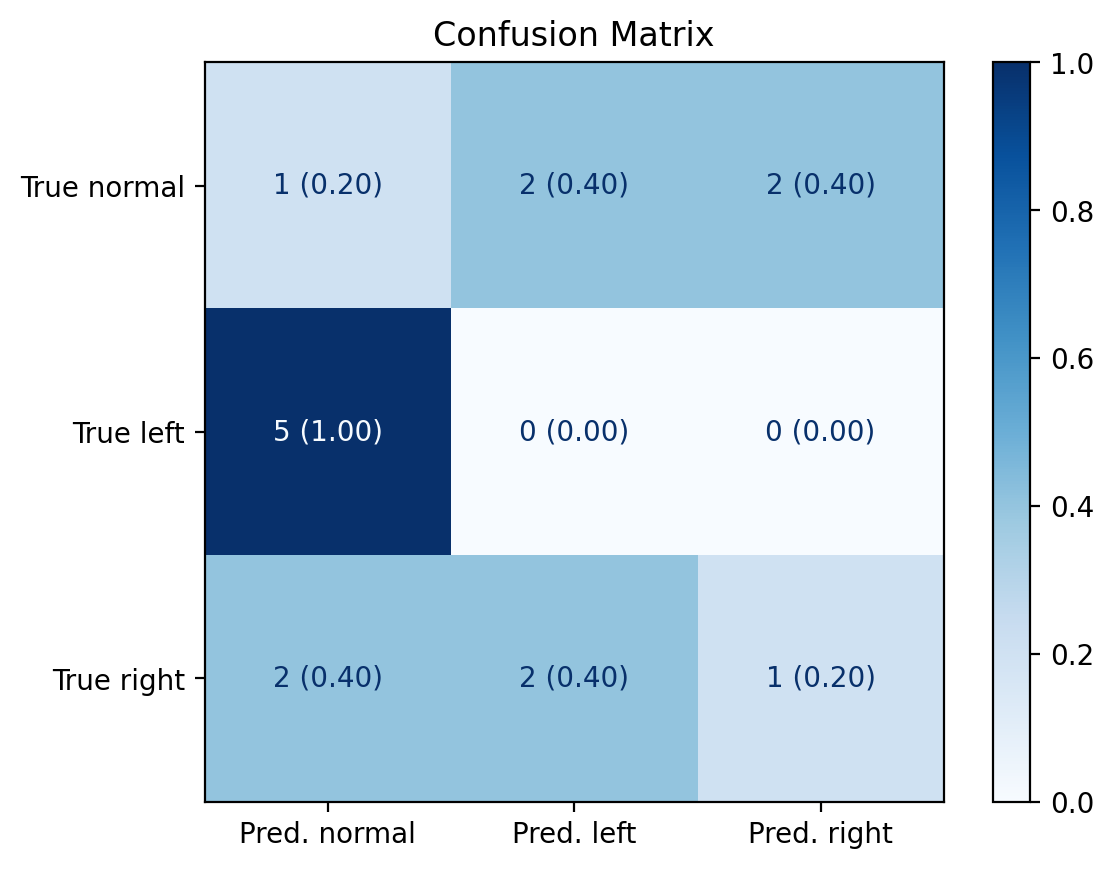 Confusion Matrix
1.0
True normal 1 (0.20) 2 (0.40) 2 (0.40)
0.8
0.6
True left 5 (1.00) 0 (0.00) 0 (0.00)
0.4
True right 2 (0.40) 2 (0.40) 1 (0.20)
0.2
0.0
Pred. normal Pred. left Pred. right